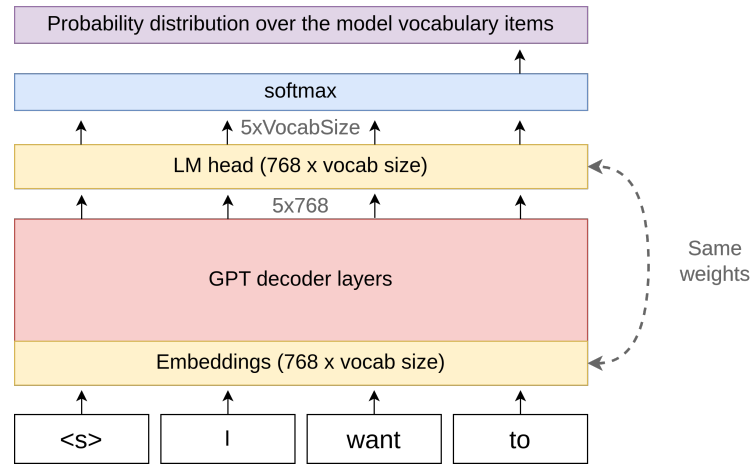 Probability distribution over the model vocabulary items
softmax
5xVocabSize
LM head (768 x vocab size)
5x768
GPT decoder layers
Same
weights
Embeddings (768 x vocab size)
<s> I want to